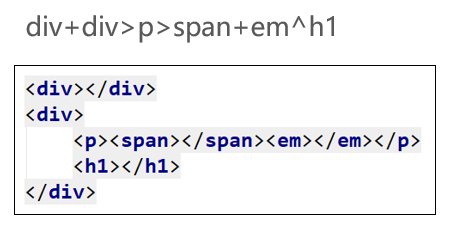 div+div>p>span+em^h1
<div></div>
<div>
    <p><span></span><em></em></p>
    <h1></h1>
</div>